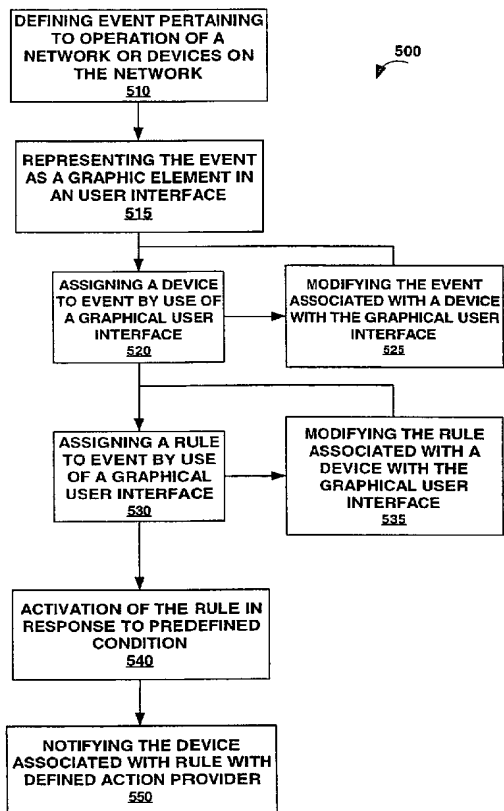 DEFINING EVENT PERTAINING
TO OPERATION OF A
NETWORK OR DEVICES ON
THE NETWORK
510
500
REPRESENTING THE EVENT
AS A GRAPHIC ELEMENT IN
AN USER INTERFACE
515
ASSIGNING A DEVICE
TO EVENT BY USE OF
A GRAPHICAL USER
INTERFACE
520
MODIFYING THE EVENT
ASSOCIATED WITH A DEVICE
WITH THE GRAPHICAL USER
INTERFACE
525
ASSIGNING A RULE
TO EVENT BY USE
OF A GRAPHICAL
USER INTERFACE
530
MODIFYING THE RULE
ASSOCIATED WITH A
DEVICE WITH THE
GRAPHICAL USER
INTERFACE
535
ACTIVATION OF THE RULE IN
RESPONSE TO PREDEFINED
CONDITION
540
NOTIFYING THE DEVICE
ASSOCIATED WITH RULE WITH
DEFINED ACTION PROVIDER
550